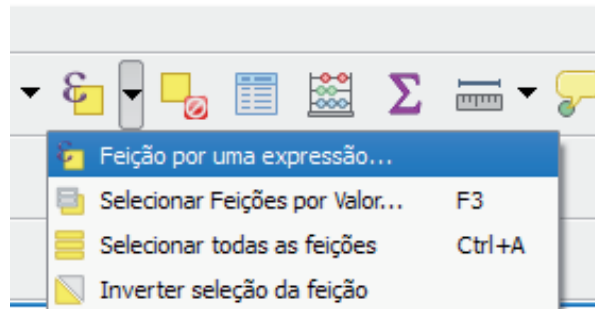 Feição por uma expressão...
Selecionar Feições por Valor... F3
Selecionar todas as feições Ctrl+A
Inverter seleção da feição